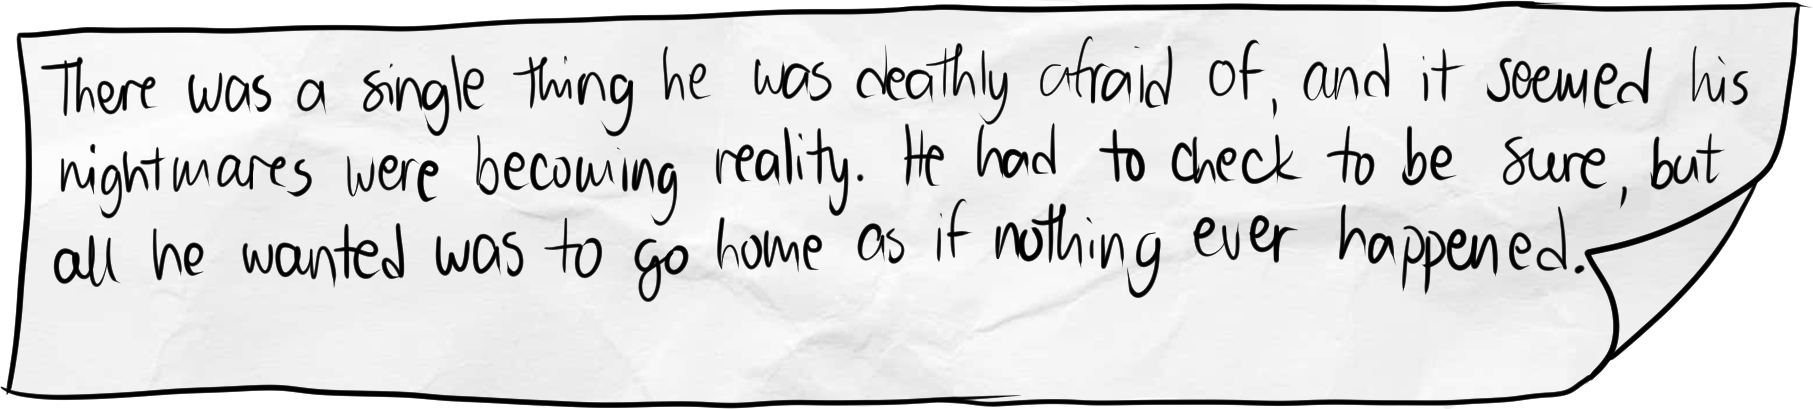 There was a single thing he was deathly afraid of, and it seemed his
nightmares were becoming reality. He had to check to be sure, but
all he wanted was to go home as if nothing ever happened.